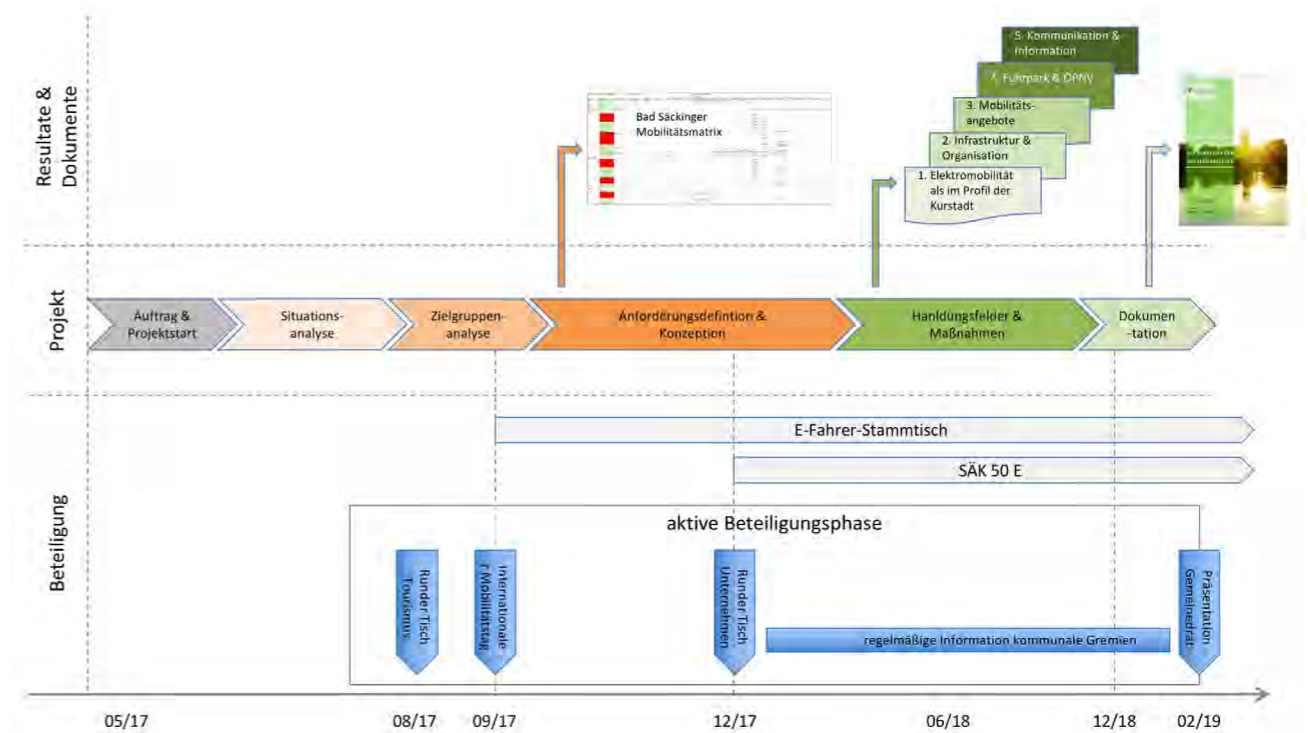 Resultate &
Dokumente
Bad Säckinger
Mobilitätsmatrix
5. Kommunikation &
Information
4. Fuhrpark & ÖPNV
3. Mobilitäts-
angebote
2. Infrastruktur &
Organisation
1. Elektromobilität
als im Profil der
Kurstadt
Projekt
Auftrag &
Projektstart
Situations-
analyse
Zielgruppen-
analyse
Anforderungsdefintion &
Konzeption
Handlungsfelder &
Maßnahmen
Dokumen
-tation
Beteiligung
E-Fahrer-Stammtisch
SÄK 50 E
aktive Beteiligungsphase
Runder Tisch
Tourismus
Internationale
r Mobilitätstag
Runder Tisch
Unternehmen
regelmäßige Information kommunale Gremien
Präsentation
Gemeinedrat
05/17
08/17
09/17
12/17
06/18
12/18
02/19